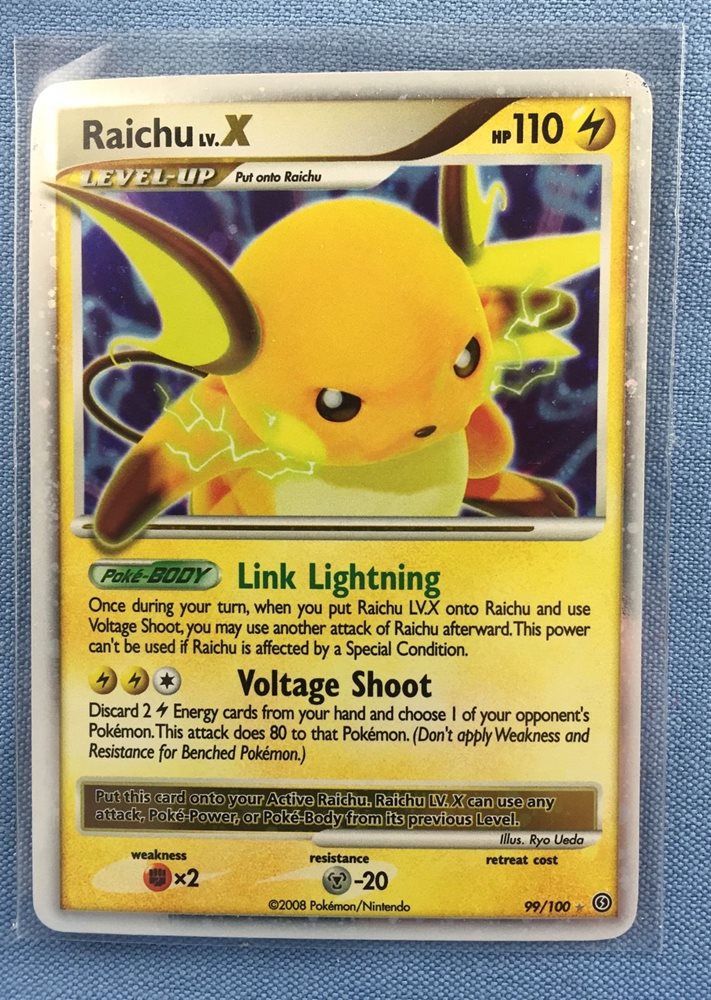 Raichu LV.X HP 110
LEVEL-UP Put onto Raichu
Poké-BODY Link Lightning
Once during your turn, when you put Raichu LV.X onto Raichu and use
Voltage Shoot, you may use another attack of Raichu afterward. This power
can't be used if Raichu is affected by a Special Condition.
Voltage Shoot
Discard 2 Energy cards from your hand and choose 1 of your opponent's
Pokémon. This attack does 80 to that Pokémon. (Don't apply Weakness and
Resistance for Benched Pokémon.)
Put this card onto your Active Raichu. Raichu LV. X can use any
attack, Poké-Power, or Poké-Body from its previous Level.
Illus. Ryo Ueda
weakness resistance retreat cost
×2 -20
©2008 Pokémon/Nintendo 99/100